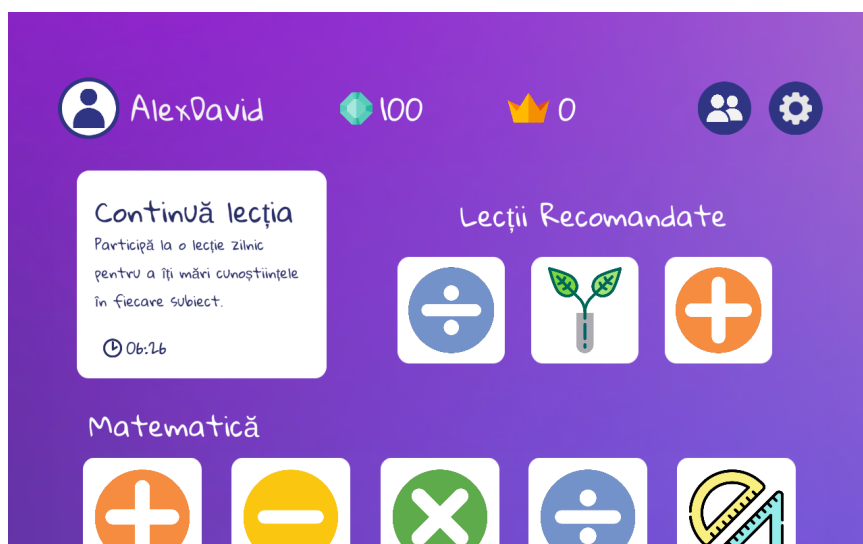 AlexDavid
100
0
Continuă lecția
Participă la o lecție zilnic
pentru a îți mări cunoștiințele
în fiecare subiect.
06:26
Lecții Recomandate
Matematică